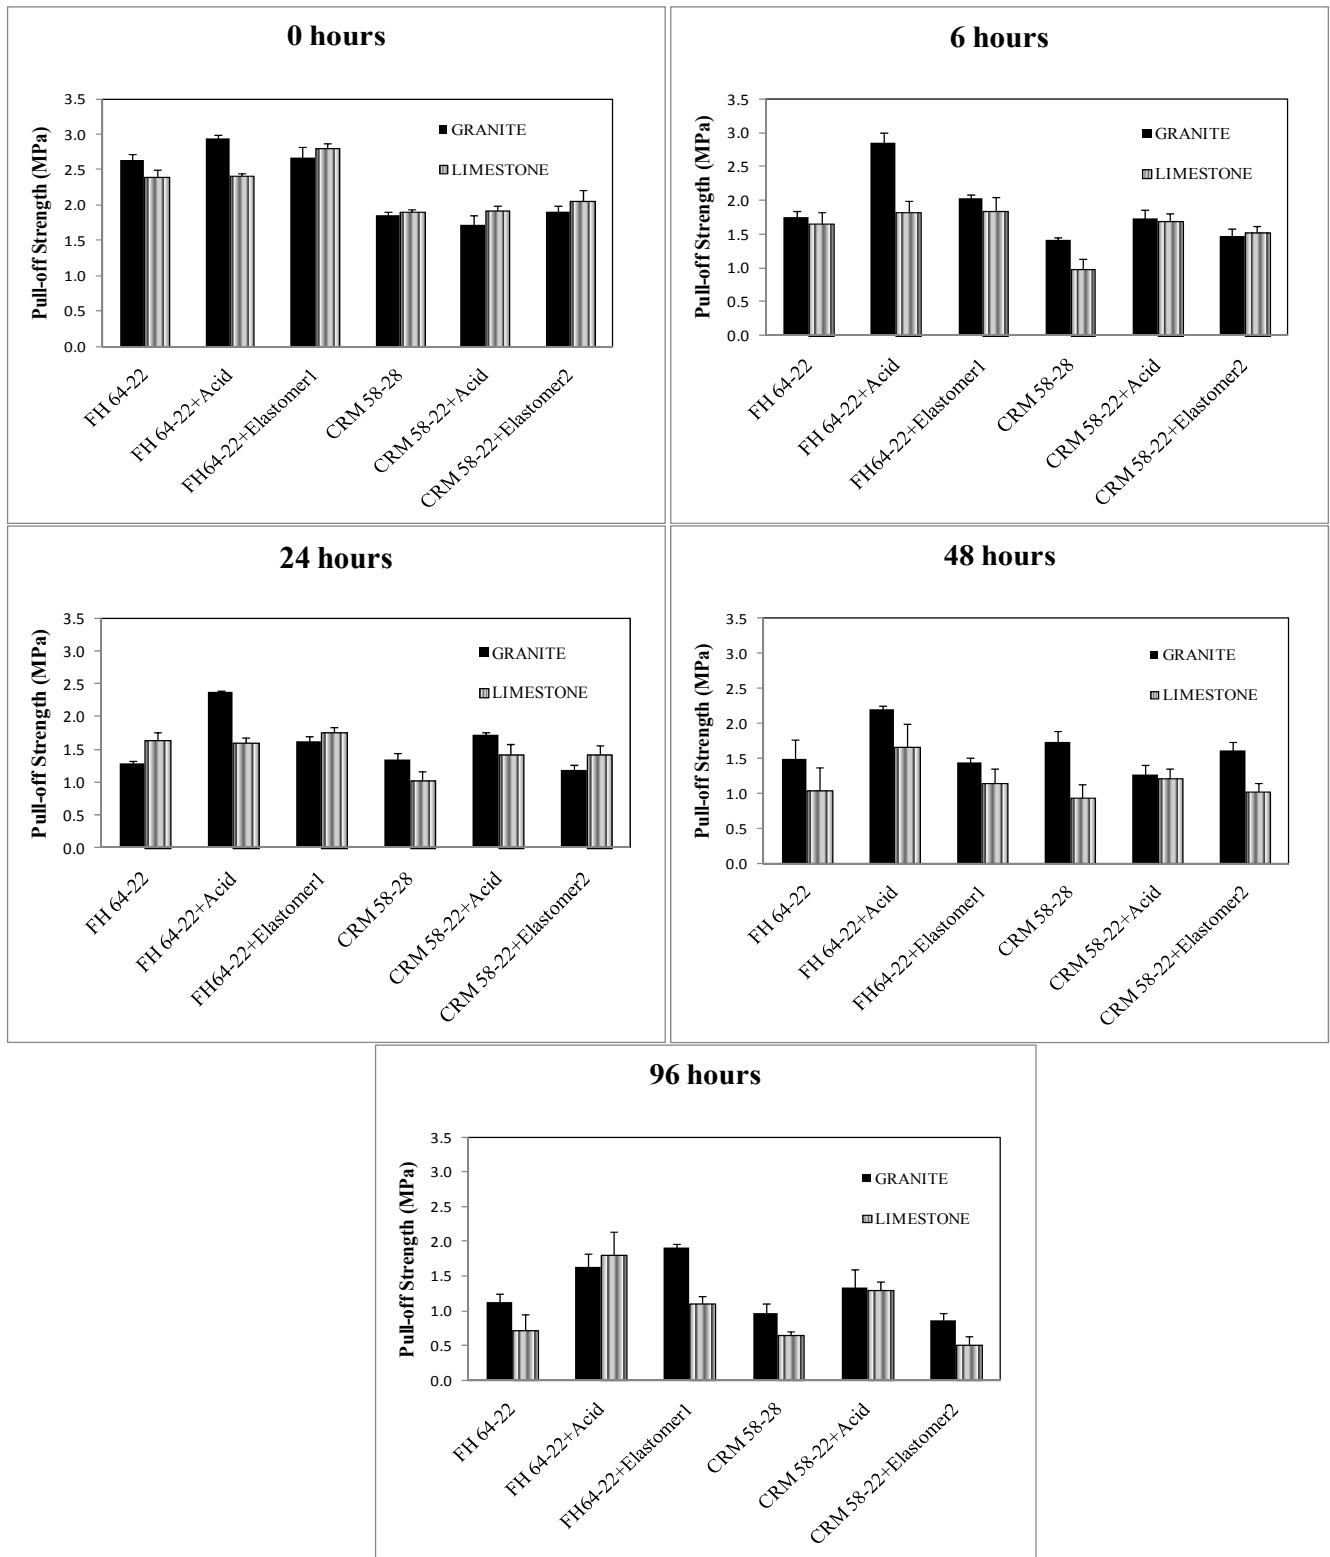 0 hours
Pull-off Strength (MPa)
3.5
3.0
2.5
2.0
1.5
1.0
0.5
0.0
GRANITE
LIMESTONE
FH 64-22
FH 64-22+Acid
FH64-22+Elastomer1
CRM 58-28
CRM 58-22+Acid
CRM 58-22+Elastomer2
6 hours
Pull-off Strength (MPa)
3.5
3.0
2.5
2.0
1.5
1.0
0.5
0.0
GRANITE
LIMESTONE
FH 64-22
FH 64-22+Acid
FH64-22+Elastomer1
CRM 58-28
CRM 58-22+Acid
CRM 58-22+Elastomer2
24 hours
Pull-off Strength (MPa)
3.5
3.0
2.5
2.0
1.5
1.0
0.5
0.0
GRANITE
LIMESTONE
FH 64-22
FH 64-22+Acid
FH64-22+Elastomer1
CRM 58-28
CRM 58-22+Acid
CRM 58-22+Elastomer2
48 hours
Pull-off Strength (MPa)
3.5
3.0
2.5
2.0
1.5
1.0
0.5
0.0
GRANITE
LIMESTONE
FH 64-22
FH 64-22+Acid
FH64-22+Elastomer1
CRM 58-28
CRM 58-22+Acid
CRM 58-22+Elastomer2
96 hours
Pull-off Strength (MPa)
3.5
3.0
2.5
2.0
1.5
1.0
0.5
0.0
GRANITE
LIMESTONE
FH 64-22
FH 64-22+Acid
FH64-22+Elastomer1
CRM 58-28
CRM 58-22+Acid
CRM 58-22+Elastomer2